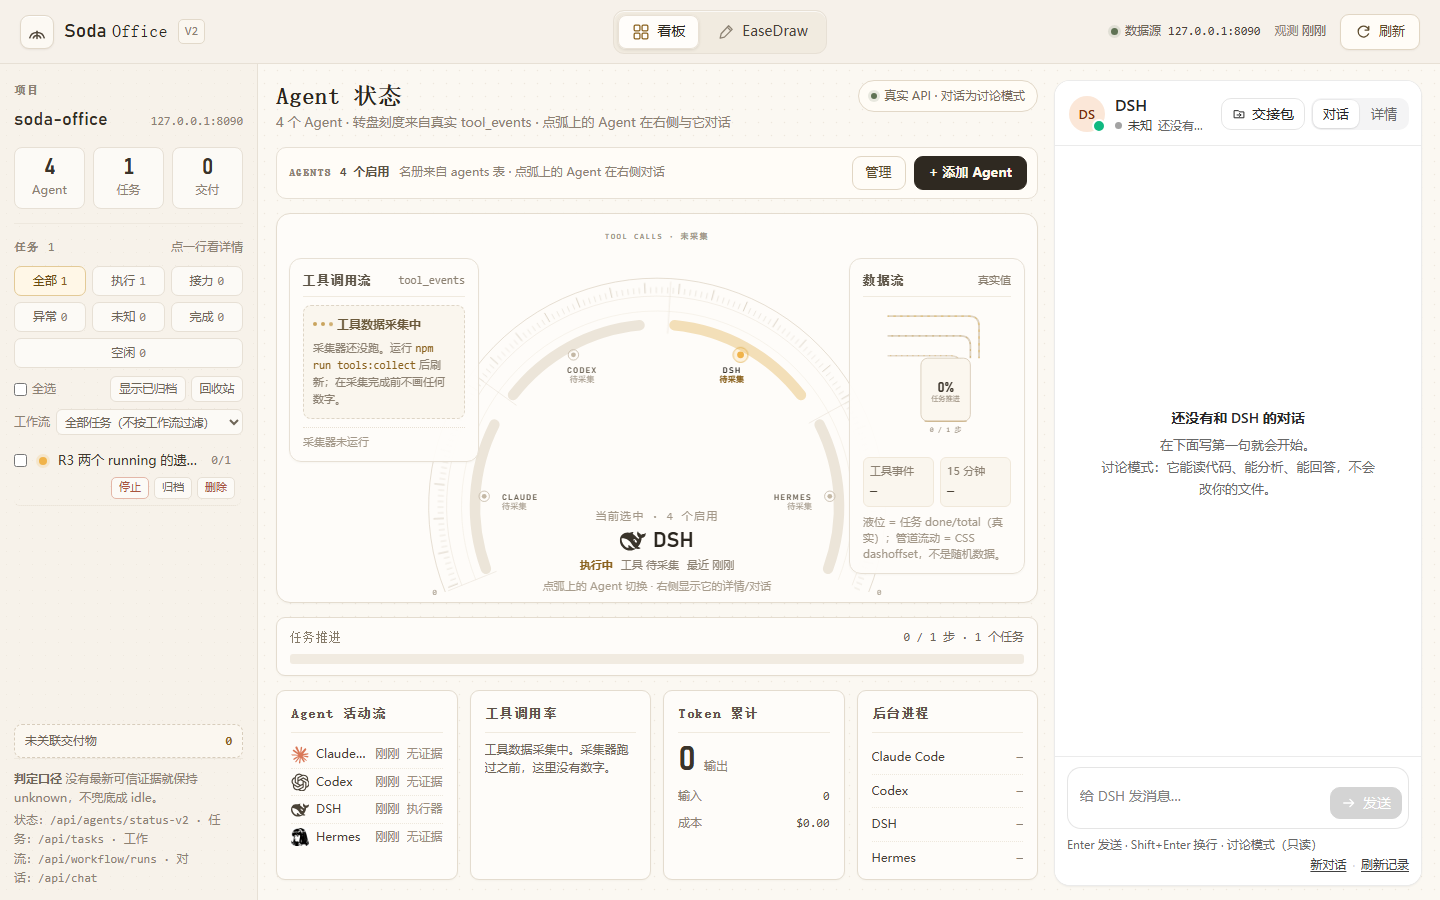 Soda Office V2
看板
EaseDraw
数据源 127.0.0.1:8090 观测 刚刚
刷新
项目
soda-office 127.0.0.1:8090
4 Agent
1 任务
0 交付
任务 1 点一行看详情
全部 1 执行 1 接力 0
异常 0 未知 0 完成 0
空闲 0
全选 显示已归档 回收站
工作流 全部任务（不按工作流过滤）
R3 两个 running 的遗... 0/1
停止 归档 删除
未关联交付物 0
判定口径 没有最新可信证据就保持
unknown，不兜底成 idle。
状态: /api/agents/status-v2 · 任
务: /api/tasks · 工作
流: /api/workflow/runs · 对
话: /api/chat
Agent 状态
4 个 Agent · 转盘刻度来自真实 tool_events · 点弧上的 Agent 在右侧与它对话
真实 API · 对话为讨论模式
AGENTS 4 个启用 名册来自 agents 表 · 点弧上的 Agent 在右侧对话
管理
+ 添加 Agent
TOOL CALLS · 未采集
工具调用流 tool_events
工具数据采集中
采集器还没跑。运行 npm
run tools:collect 后刷
新；在采集完成前不画任何
数字。
采集器未运行
CODEX
待采集
DSH
待采集
CLAUDE
待采集
HERMES
待采集
0
0
当前选中 · 4 个启用
DSH
执行中 工具 待采集 最近 刚刚
点弧上的 Agent 切换 · 右侧显示它的详情/对话
数据流 真实值
0%
任务推进
0 / 1 步
工具事件
—
15 分钟
—
液位 = 任务 done/total（真
实）；管道流动 = CSS
dashoffset，不是随机数据。
任务推进 0 / 1 步 · 1 个任务
Agent 活动流
Claude... 刚刚 无证据
Codex 刚刚 无证据
DSH 刚刚 执行器
Hermes 刚刚 无证据
工具调用率
工具数据采集中。采集器跑
过之前，这里没有数字。
Token 累计
0 输出
输入 0
成本 $0.00
后台进程
Claude Code —
Codex —
DSH —
Hermes —
DS
DSH
未知 还没有...
交接包
对话 详情
还没有和 DSH 的对话
在下面写第一句就会开始。
讨论模式：它能读代码、能分析、能回答，不会
改你的文件。
给 DSH 发消息...
发送
Enter 发送 · Shift+Enter 换行 · 讨论模式（只读）
新对话 · 刷新记录